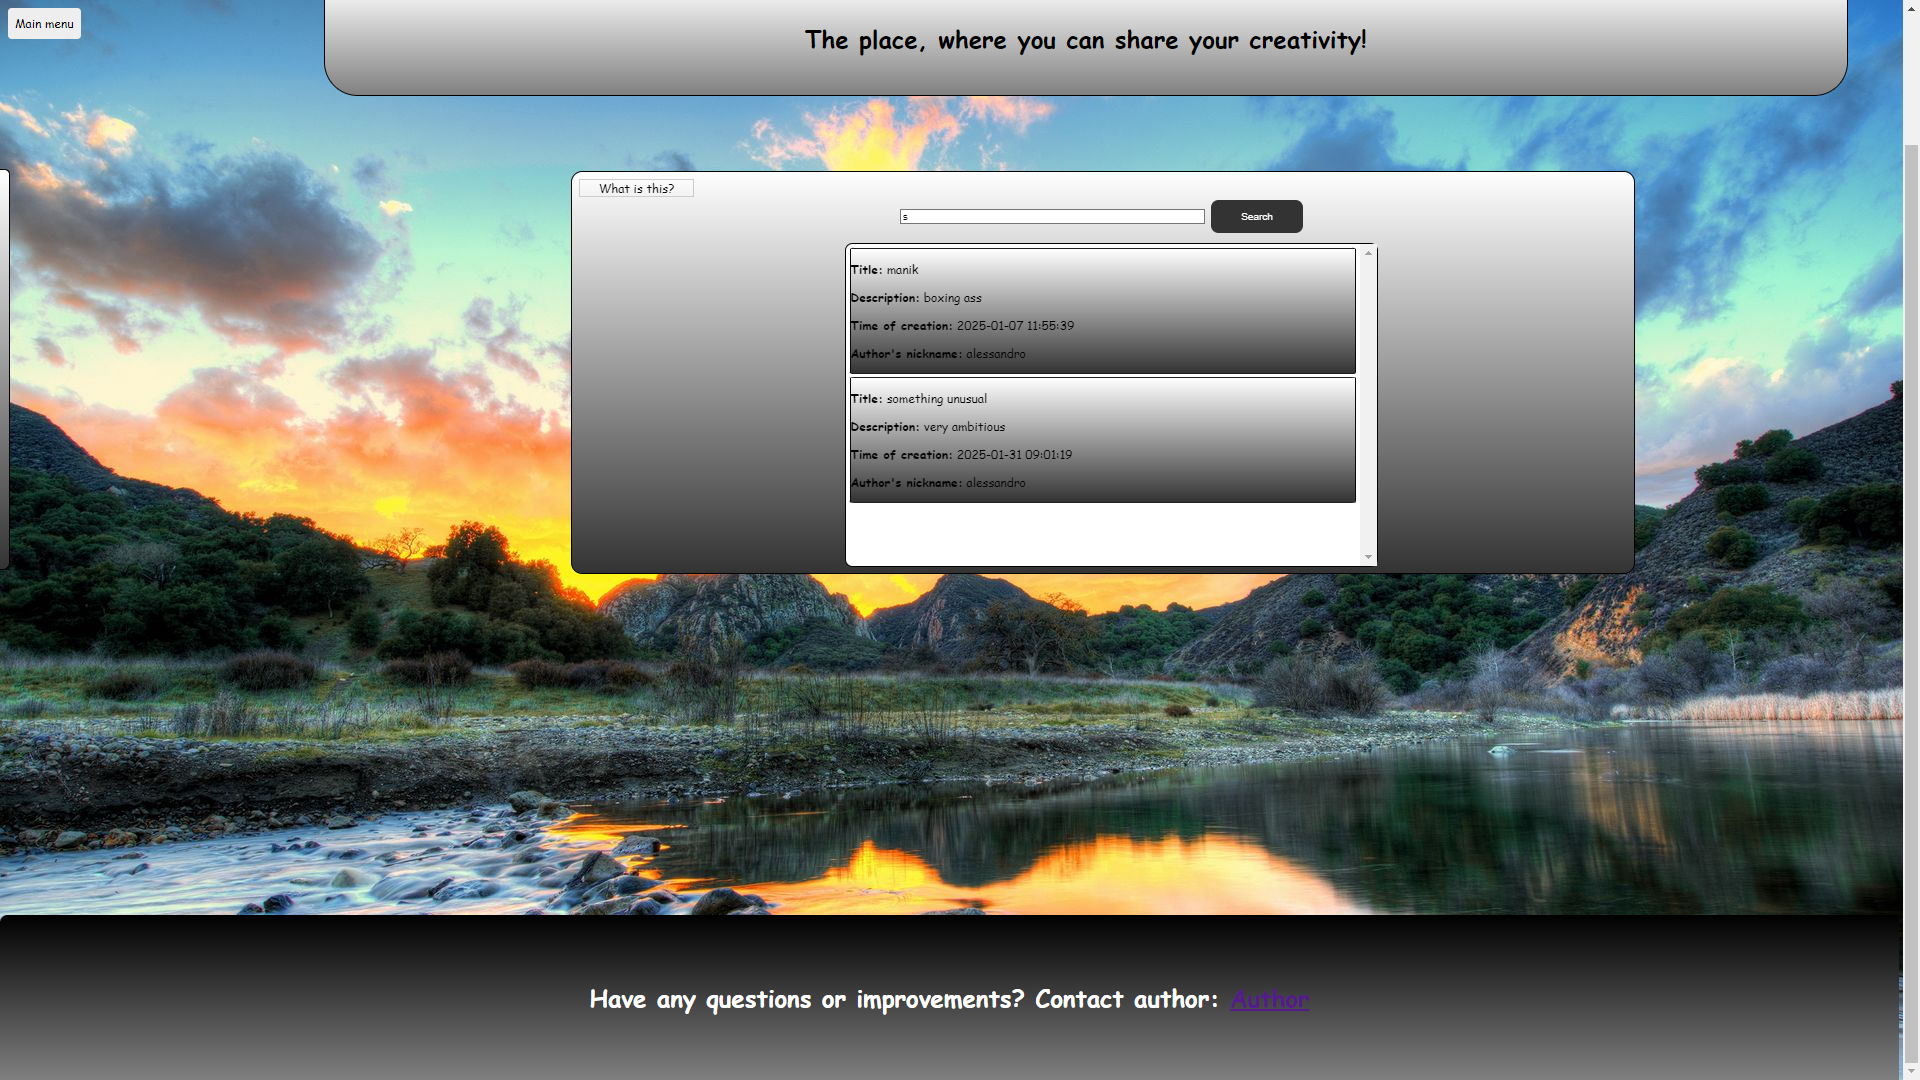 Main menu
The place, where you can share your creativity!
What is this?
s
Search
Title: manik
Description: boxing ass
Time of creation: 2025-01-07 11:55:39
Author's nickname: alessandro
Title: something unusual
Description: very ambitious
Time of creation: 2025-01-31 09:01:19
Author's nickname: alessandro
Have any questions or improvements? Contact author: Author